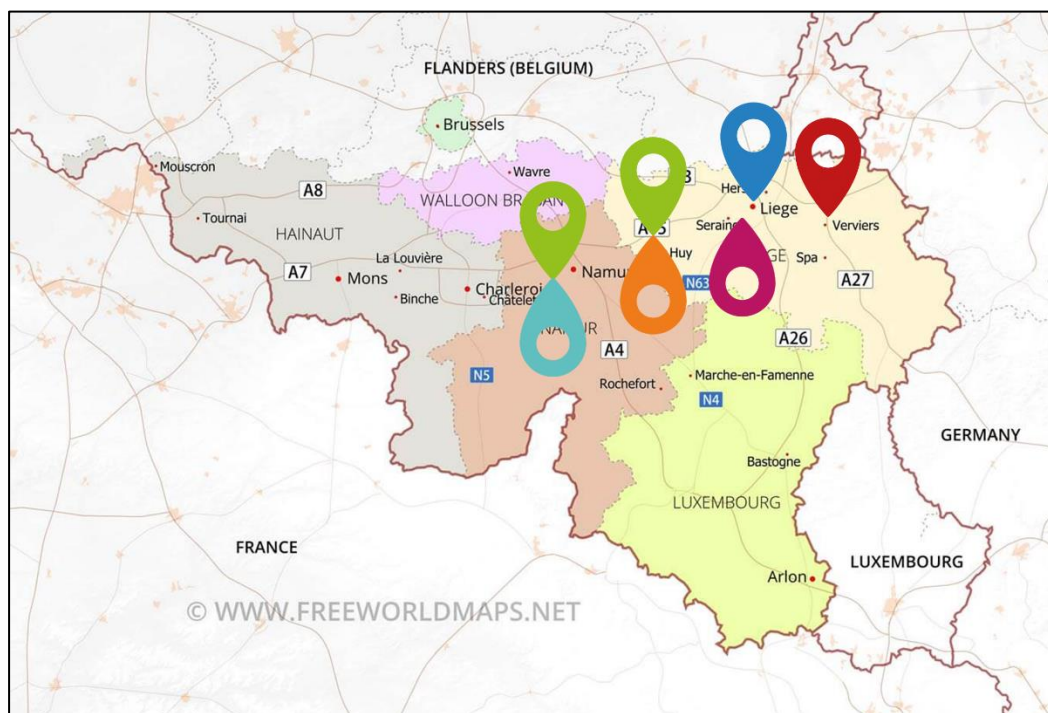 FLANDERS (BELGIUM)
Brussels
Mouscron
A8
Wavre
WALLOON
Tournai
HAINAUT
Liege
Seraing
Verviers
Huy
Spa
La Louvière
A7
Mons
Namur
N63
A27
Binche
Charleroi
Châtelet
A4
A26
N5
Rochefort
Marche-en-Famenne
N4
GERMANY
Bastogne
LUXEMBOURG
FRANCE
LUXEMBOURG
Arlon
© WWW.FREEWORLDMAPS.NET